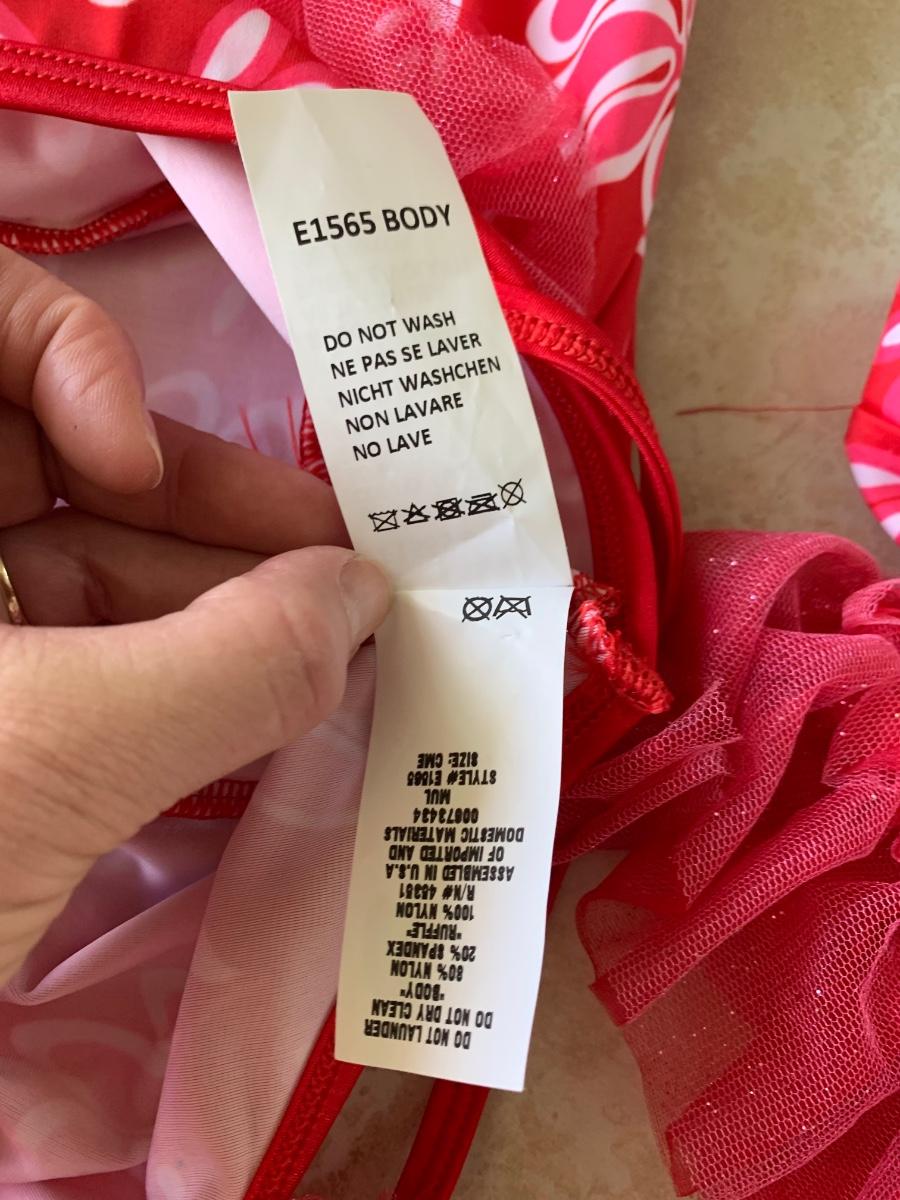 E1565 BODY
DO NOT WASH
NE PAS SE LAVER
NICHT WASHCHEN
NON LAVARE
NO LAVE
DO NOT LAUNDER
DO NOT DRY CLEAN
"BODY"
80% NYLON
20% SPANDEX
"RUFFLE"
100% NYLON
R/N# 48381
ASSEMBLED IN U.S.A
OF IMPORTED AND
DOMESTIC MATERIALS
00873434
MUL
STYLE# E1565
SIZE: CME